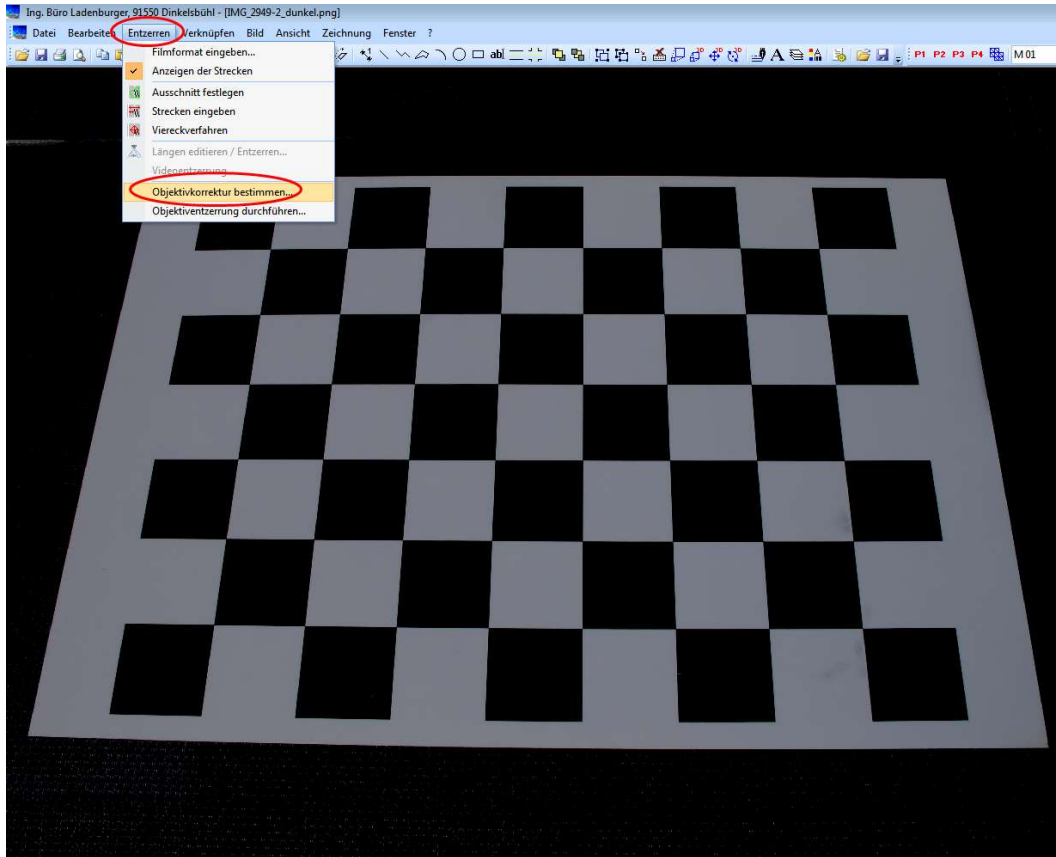 Ing. Büro Ladenburger, 91550 Dinkelsbühl - [IMG_2949-2_dunkel.png]
Datei Bearbeiten Entzerren Verknüpfen Bild Ansicht Zeichnung Fenster ?
abl A P1 P2 P3 P4 M 01
Filmformat eingeben...
Anzeigen der Strecken
Ausschnitt festlegen
Strecken eingeben
Viereckverfahren
Längen editieren / Entzerren...
Videoentzerrung...
Objektivkorrektur bestimmen...
Objektiventzerrung durchführen...